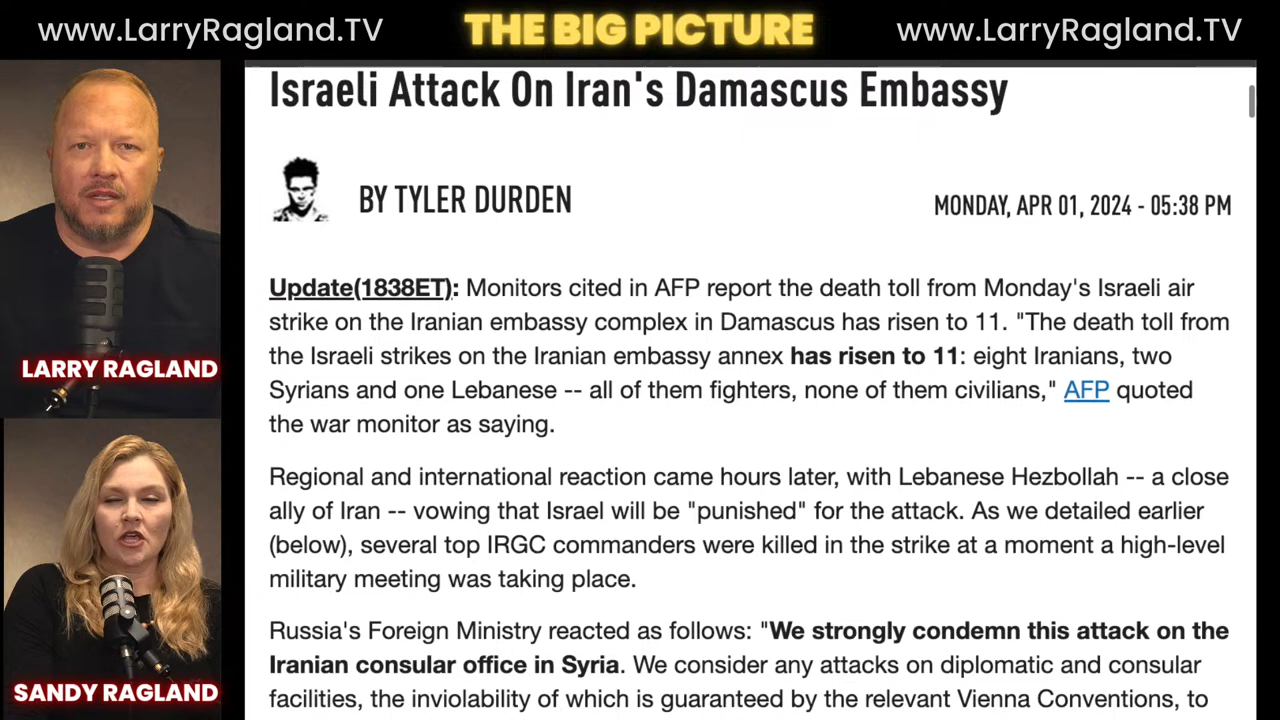 www.LarryRagland.TV
THE BIG PICTURE
www.LarryRagland.TV
Israeli Attack On Iran's Damascus Embassy
BY TYLER DURDEN
MONDAY, APR 01, 2024 - 05:38 PM
Update(1838ET): Monitors cited in AFP report the death toll from Monday's Israeli air
strike on the Iranian embassy complex in Damascus has risen to 11. "The death toll from
the Israeli strikes on the Iranian embassy annex has risen to 11: eight Iranians, two
Syrians and one Lebanese -- all of them fighters, none of them civilians," AFP quoted
the war monitor as saying.
Regional and international reaction came hours later, with Lebanese Hezbollah -- a close
ally of Iran -- vowing that Israel will be "punished" for the attack. As we detailed earlier
(below), several top IRGC commanders were killed in the strike at a moment a high-level
military meeting was taking place.
Russia's Foreign Ministry reacted as follows: "We strongly condemn this attack on the
Iranian consular office in Syria. We consider any attacks on diplomatic and consular
facilities, the inviolability of which is guaranteed by the relevant Vienna Conventions, to
LARRY RAGLAND
SANDY RAGLAND